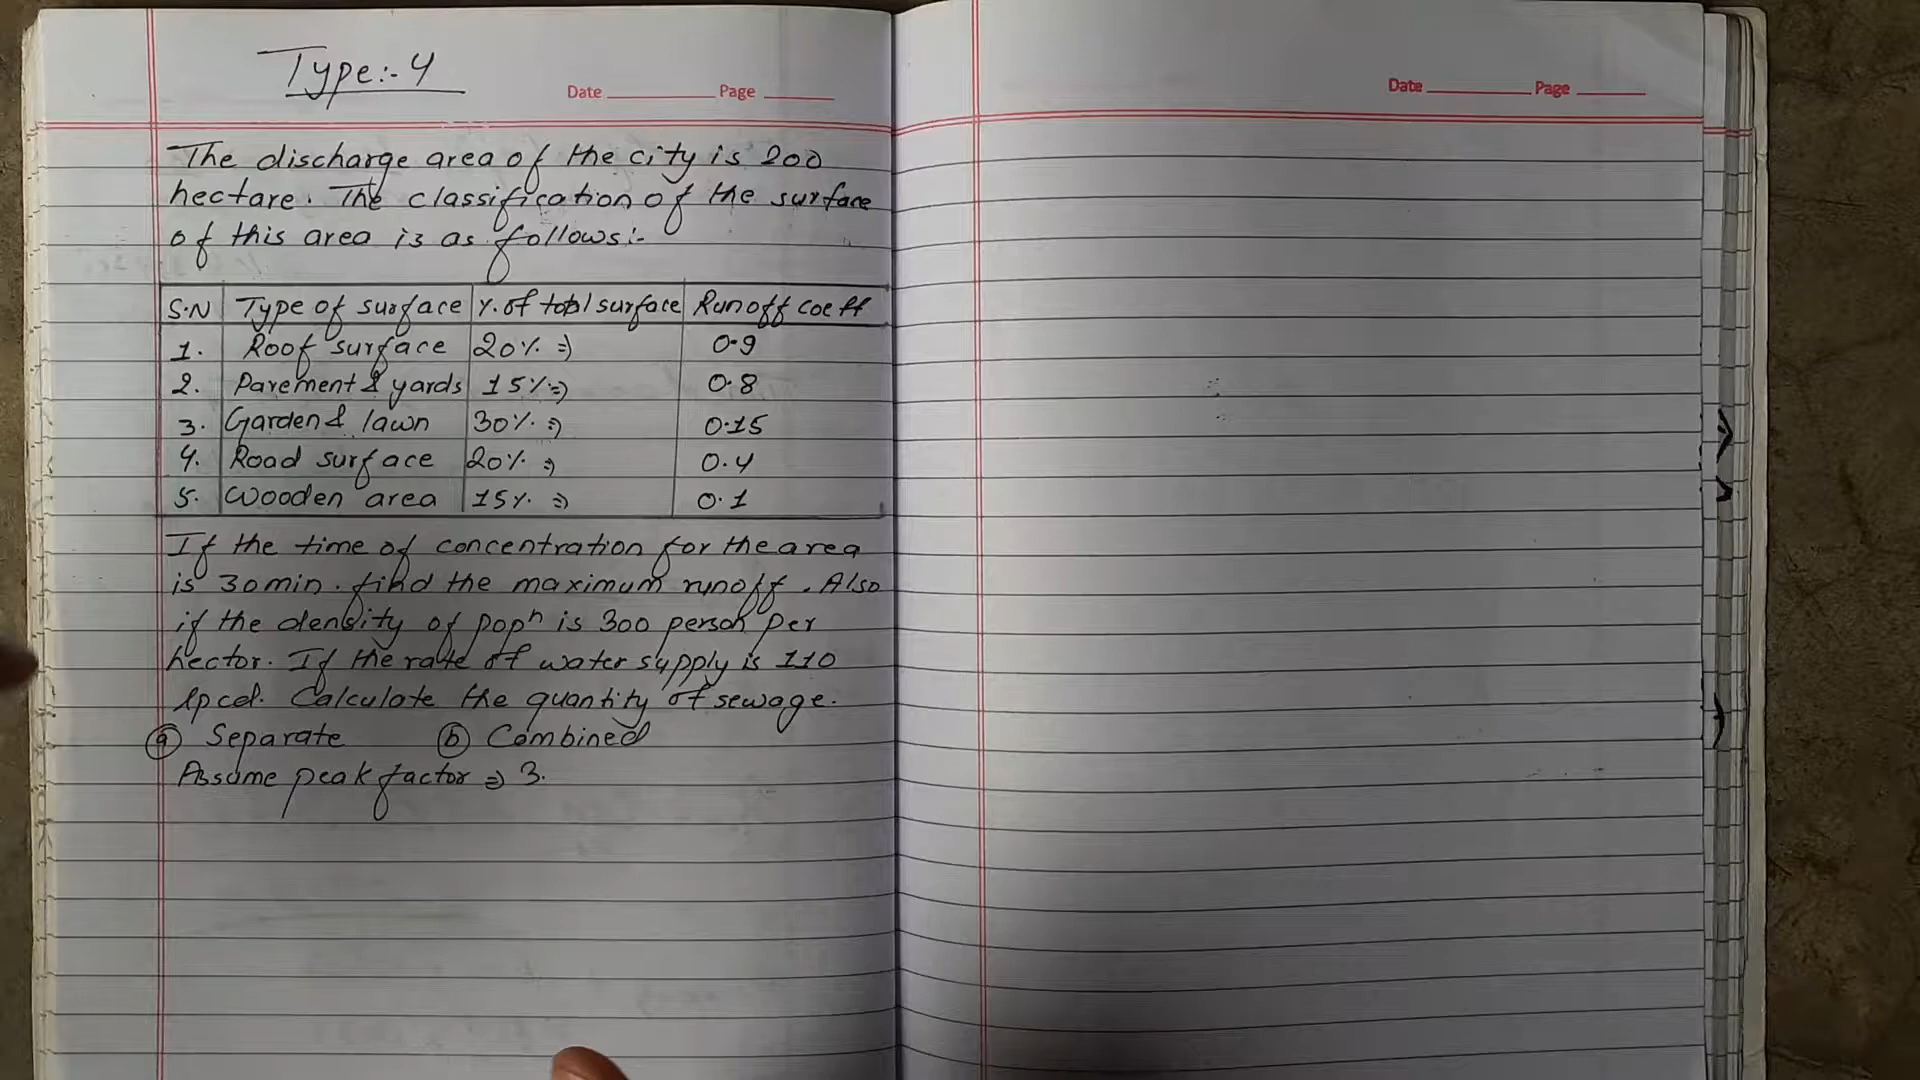 Type:- 4
Date Page
Date Page
The discharge area of the city is 200
hectare. The classification of the surface
of this area is as follows:-
S.N Type of surface %.of total surface Runoff coeff
1. Roof surface 20% => 0.9
2. Pavement & yards 15% => 0.8
3. Garden & lawn 30% => 0.15
4. Road surface 20% => 0.4
5. Wooden area 15% => 0.1
If the time of concentration for the area
is 30min. find the maximum runoff. Also
if the density of popn is 300 person per
hector. If the rate of water supply is 110
lpcd. Calculate the quantity of sewage.
(a) Separate (b) Combined
Assume peak factor => 3.